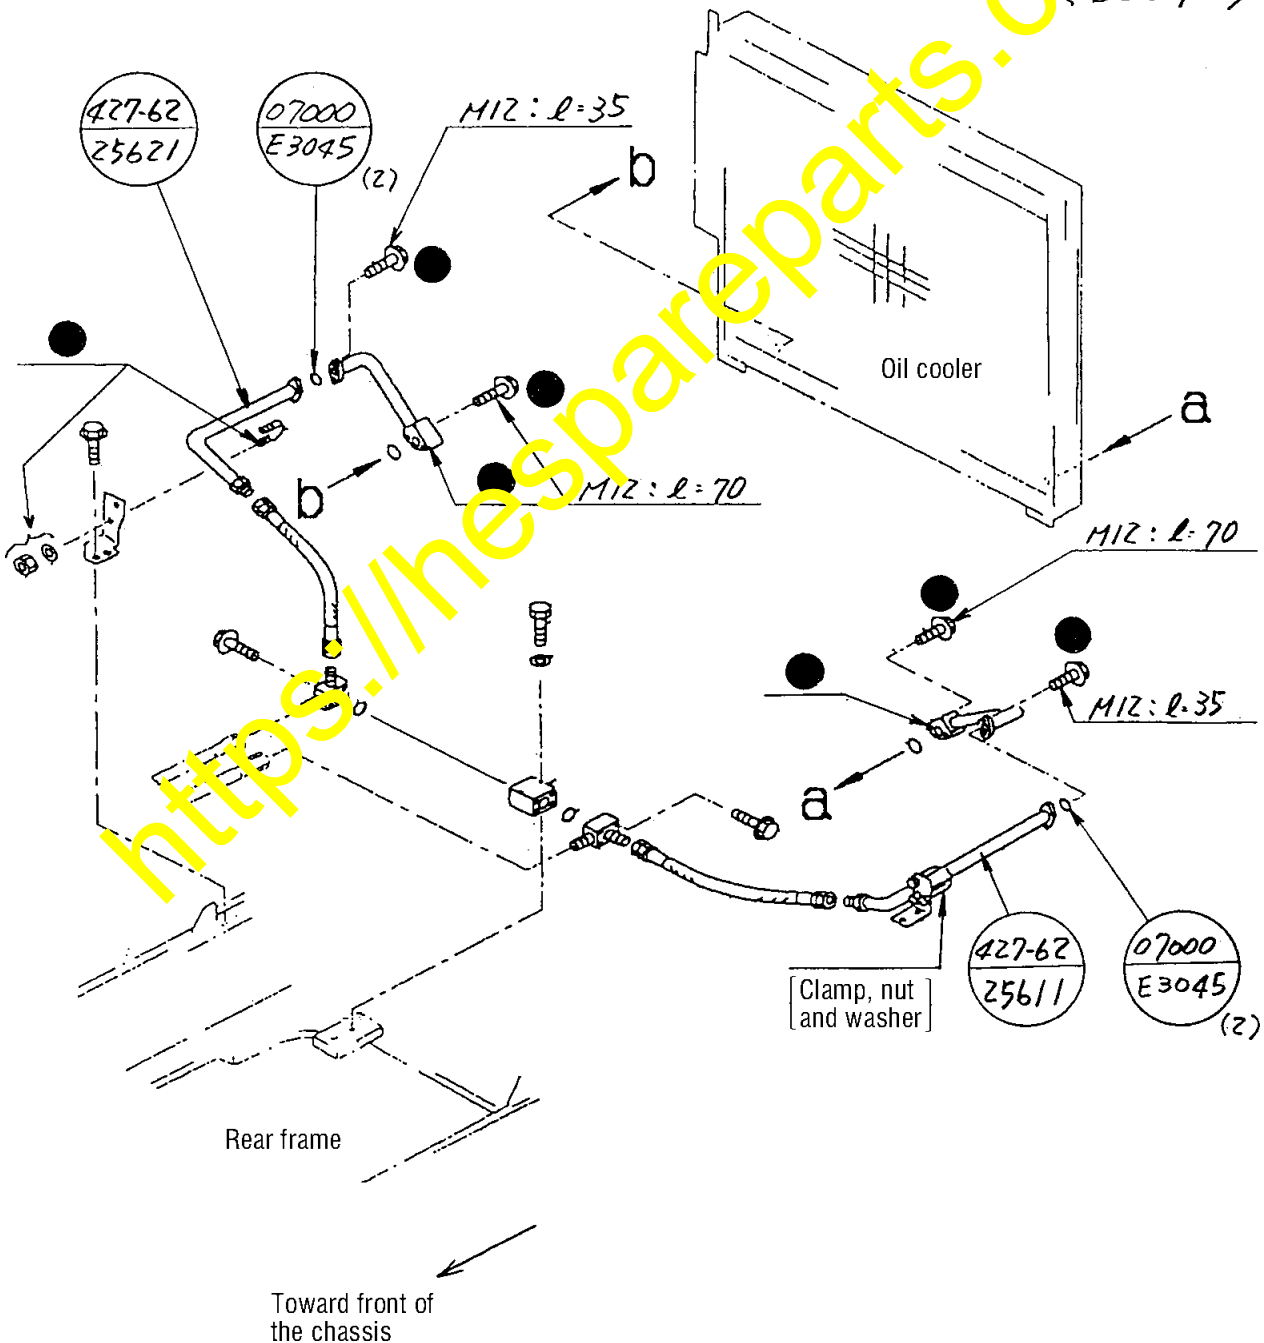 427-62
25621
07000
E3045
(2)
M12 : l=35
b
Oil cooler
a
b
M12 : l=70
M12 : l=70
M12 : l=35
a
427-62
25611
07000
E3045
(2)
Clamp, nut
and washer
Rear frame
Toward front of
the chassis
https://hespareparts.c